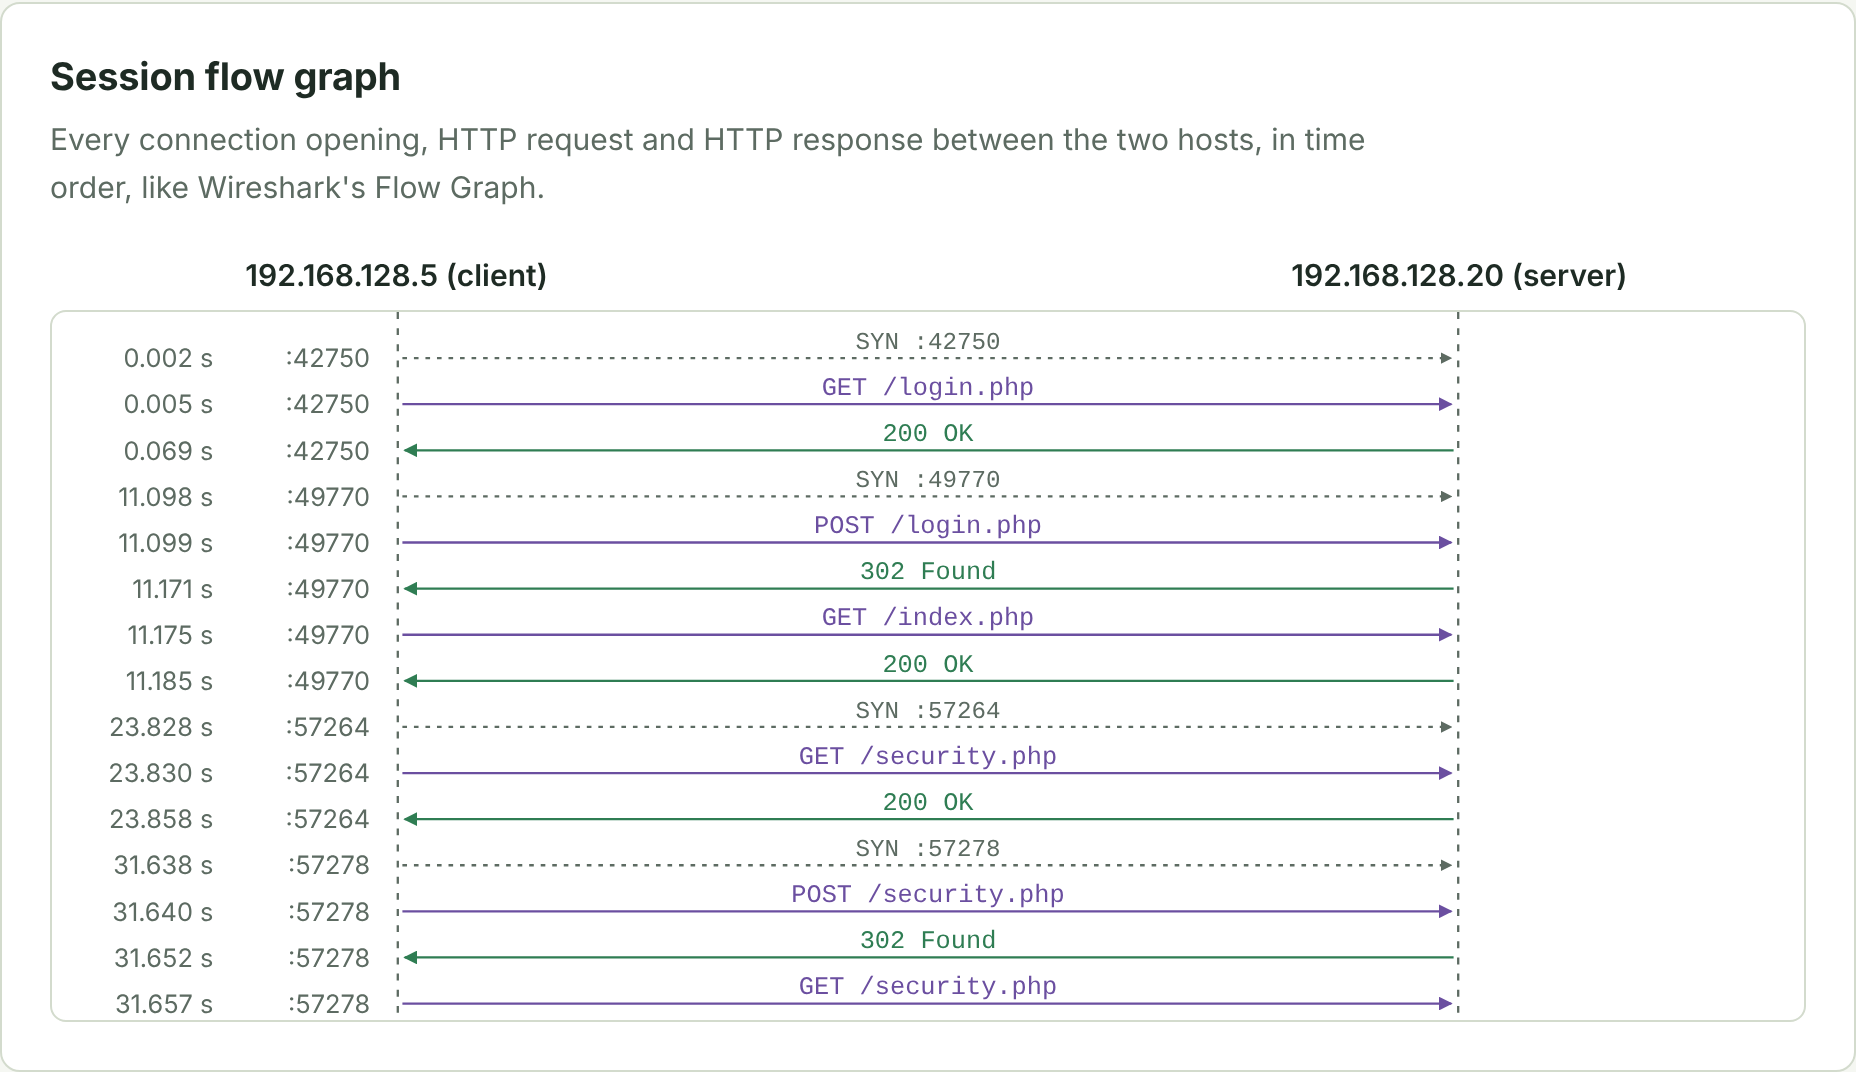 Session flow graph
Every connection opening, HTTP request and HTTP response between the two hosts, in time
order, like Wireshark's Flow Graph.
192.168.128.5 (client) 192.168.128.20 (server)
0.002 s :42750 SYN :42750
0.005 s :42750 GET /login.php
0.069 s :42750 200 OK
11.098 s :49770 SYN :49770
11.099 s :49770 POST /login.php
11.171 s :49770 302 Found
11.175 s :49770 GET /index.php
11.185 s :49770 200 OK
23.828 s :57264 SYN :57264
23.830 s :57264 GET /security.php
23.858 s :57264 200 OK
31.638 s :57278 SYN :57278
31.640 s :57278 POST /security.php
31.652 s :57278 302 Found
31.657 s :57278 GET /security.php